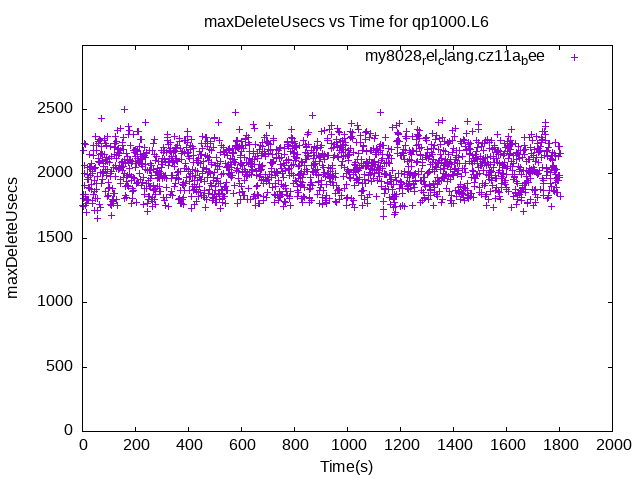 maxDeleteUsecs vs Time for qp1000.L6
my8028relclang.cz11abee
2500
2000
1500
1000
500
0
maxDeleteUsecs
0 200 400 600 800 1000 1200 1400 1600 1800 2000
Time(s)